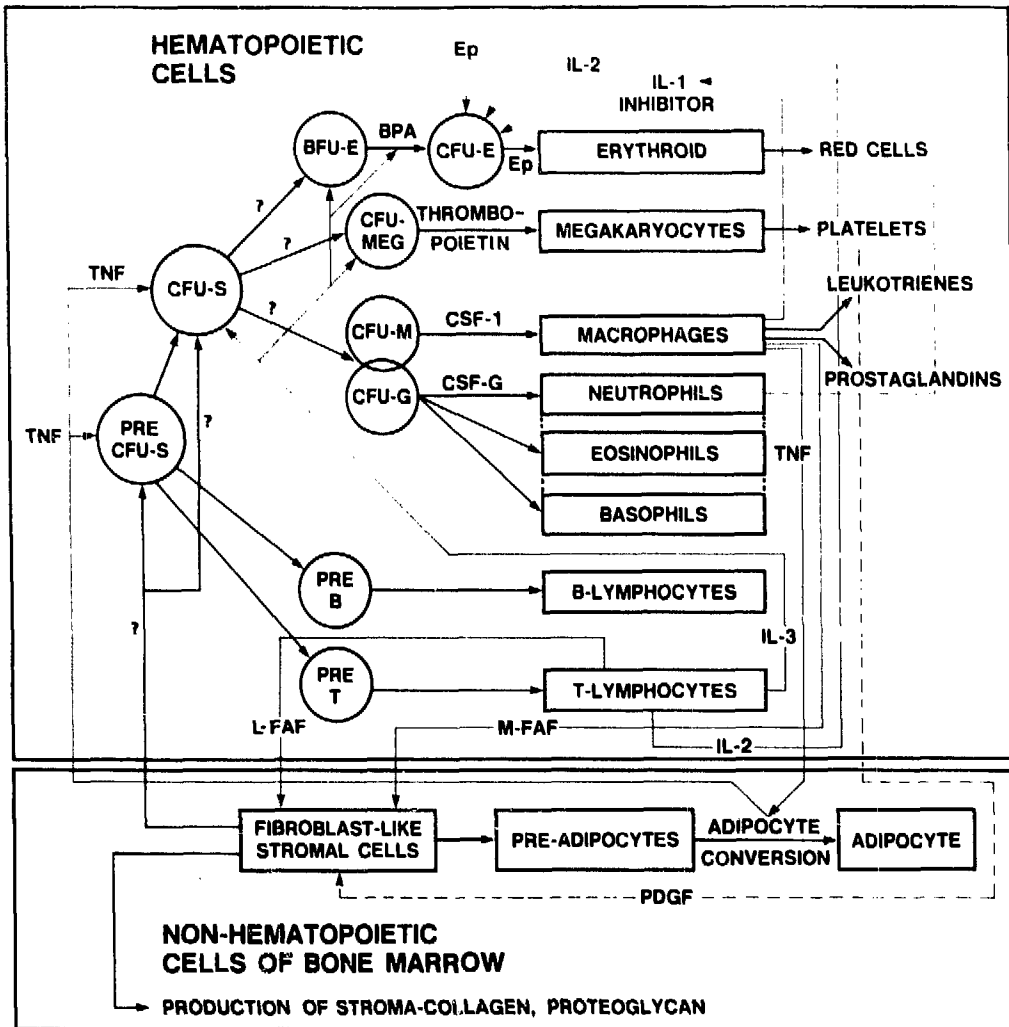 HEMATOPOIETIC
CELLS
Ep
IL-2
IL-1
INHIBITOR
BFU-E
BPA
CFU-E
Ep
ERYTHROID
RED CELLS
?
CFU-
MEG
THROMBO-
POIETIN
MEGAKARYOCYTES
PLATELETS
?
TNF
CFU-S
?
LEUKOTRIENES
CFU-M
CSF-1
MACROPHAGES
PROSTAGLANDINS
CFU-G
CSF-G
NEUTROPHILS
TNF
PRE
CFU-S
?
EOSINOPHILS
TNF
BASOPHILS
PRE
B
B-LYMPHOCYTES
?
IL-3
PRE
T
T-LYMPHOCYTES
L-FAF
M-FAF
IL-2
FIBROBLAST-LIKE
STROMAL CELLS
PRE-ADIPOCYTES
ADIPOCYTE
CONVERSION
ADIPOCYTE
PDGF
NON-HEMATOPOIETIC
CELLS OF BONE MARROW
PRODUCTION OF STROMA-COLLAGEN, PROTEOGLYCAN